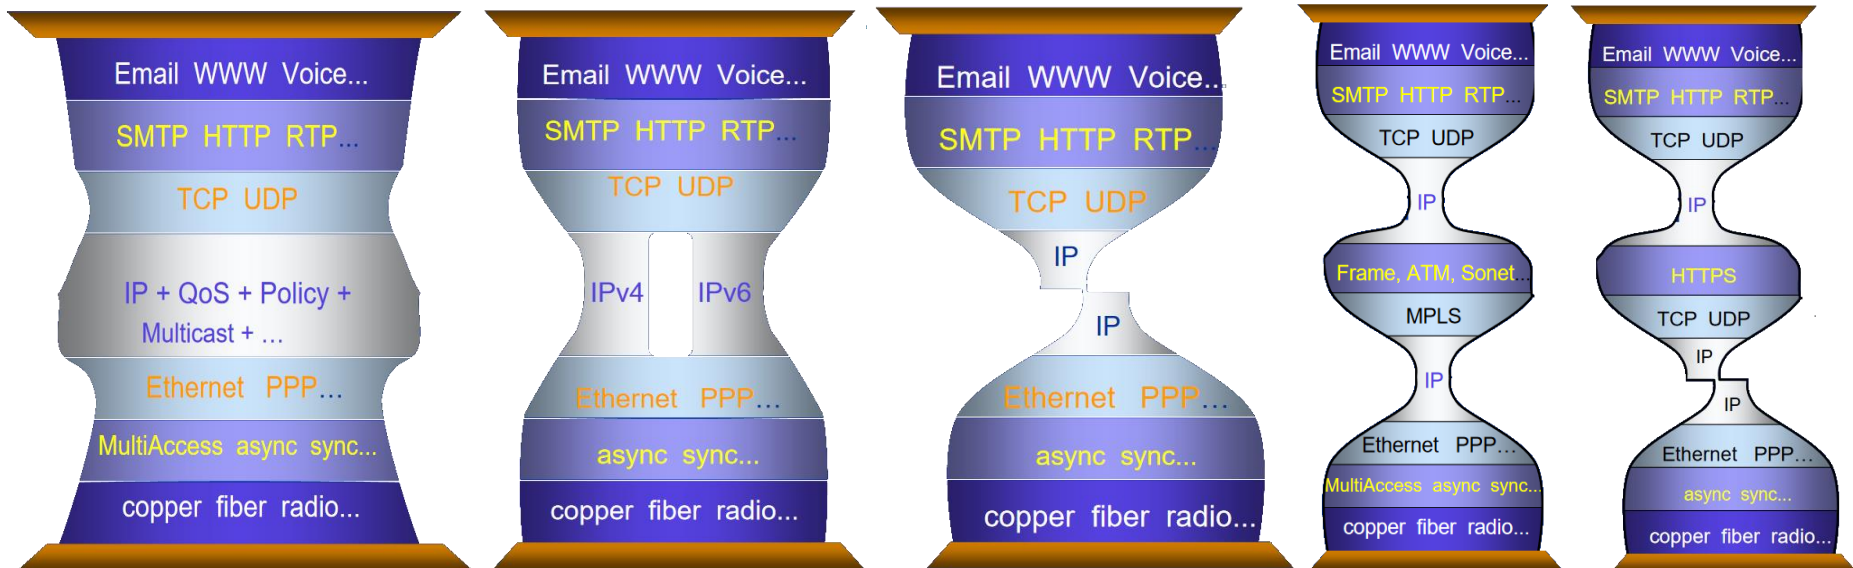 Email WWW Voice...
SMTP HTTP RTP...
TCP UDP
IP + QoS + Policy +
Multicast + ...
Ethernet PPP...
MultiAccess async sync...
copper fiber radio...
Email WWW Voice...
SMTP HTTP RTP...
TCP UDP
IPv4 IPv6
Ethernet PPP...
async sync...
copper fiber radio...
Email WWW Voice...
SMTP HTTP RTP...
TCP UDP
IP
IP
Ethernet PPP...
async sync...
copper fiber radio...
Email WWW Voice...
SMTP HTTP RTP...
TCP UDP
IP
Frame, ATM, Sonet...
MPLS
IP
Ethernet PPP...
MultiAccess async sync...
copper fiber radio...
Email WWW Voice...
SMTP HTTP RTP...
TCP UDP
IP
HTTPS
TCP UDP
IP
IP
Ethernet PPP...
async sync...
copper fiber radio...